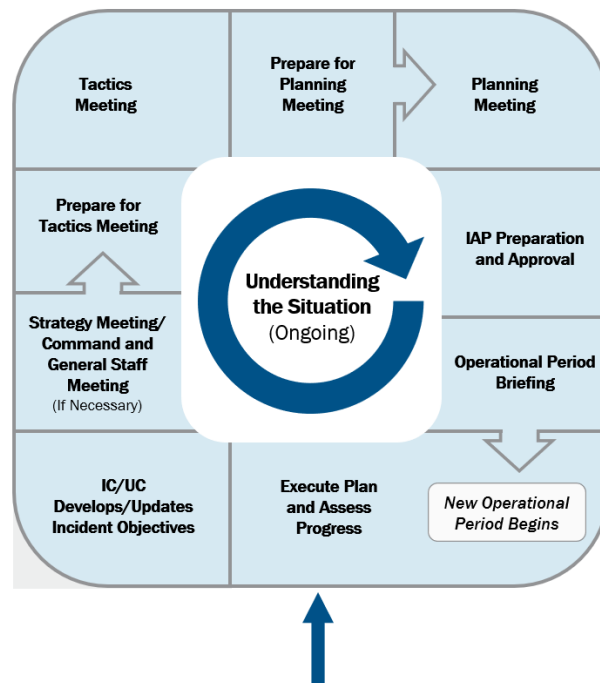 Tactics
Meeting
Prepare for
Planning
Meeting
Planning
Meeting
Prepare for
Tactics Meeting
Understanding
the Situation
(Ongoing)
IAP Preparation
and Approval
Strategy Meeting/
Command and
General Staff
Meeting
(If Necessary)
Operational Period
Briefing
IC/UC
Develops/Updates
Incident Objectives
Execute Plan
and Assess
Progress
New Operational
Period Begins